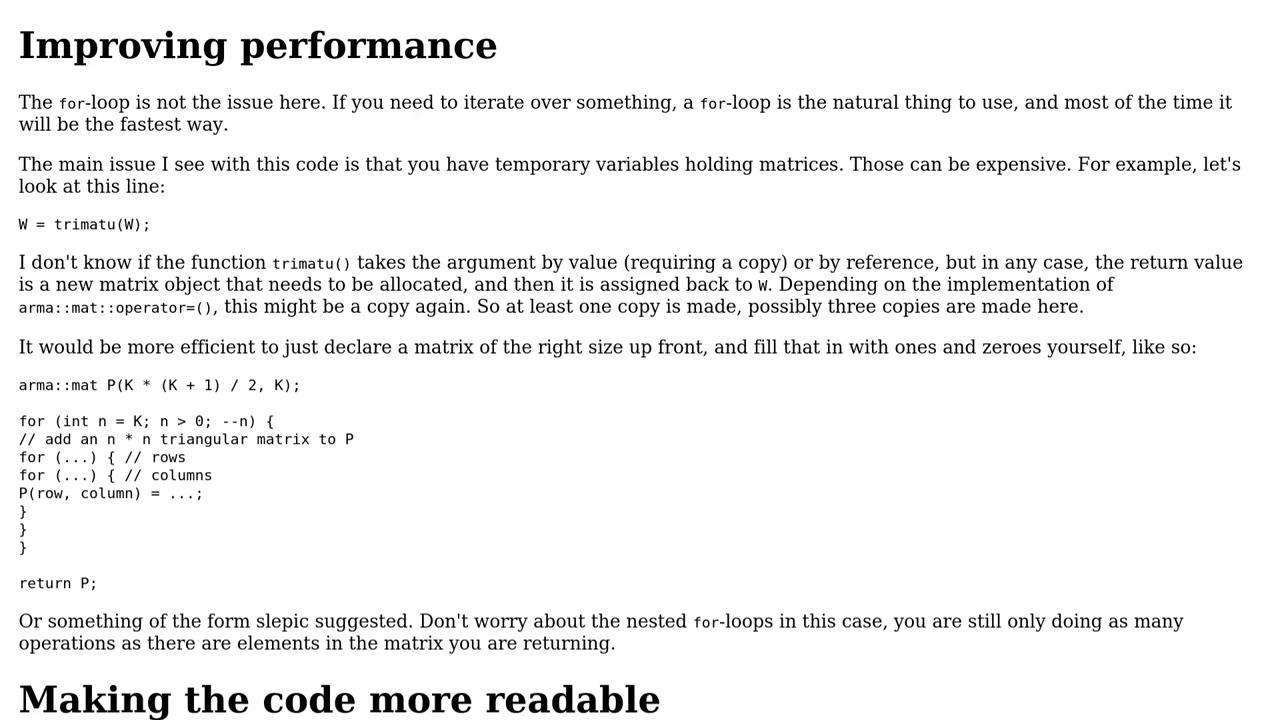 Improving performance
The for-loop is not the issue here. If you need to iterate over something, a for-loop is the natural thing to use, and most of the time it
will be the fastest way.
The main issue I see with this code is that you have temporary variables holding matrices. Those can be expensive. For example, let's
look at this line:
W = trimatu(W);
I don't know if the function trimatu() takes the argument by value (requiring a copy) or by reference, but in any case, the return value
is a new matrix object that needs to be allocated, and then it is assigned back to W. Depending on the implementation of
arma::mat::operator=(), this might be a copy again. So at least one copy is made, possibly three copies are made here.
It would be more efficient to just declare a matrix of the right size up front, and fill that in with ones and zeroes yourself, like so:
arma::mat P(K * (K + 1) / 2, K);
for (int n = K; n > 0; --n) {
// add an n * n triangular matrix to P
for (...) { // rows
for (...) { // columns
P(row, column) = ...;
}
}
}
return P;
Or something of the form slepic suggested. Don't worry about the nested for-loops in this case, you are still only doing as many
operations as there are elements in the matrix you are returning.
Making the code more readable